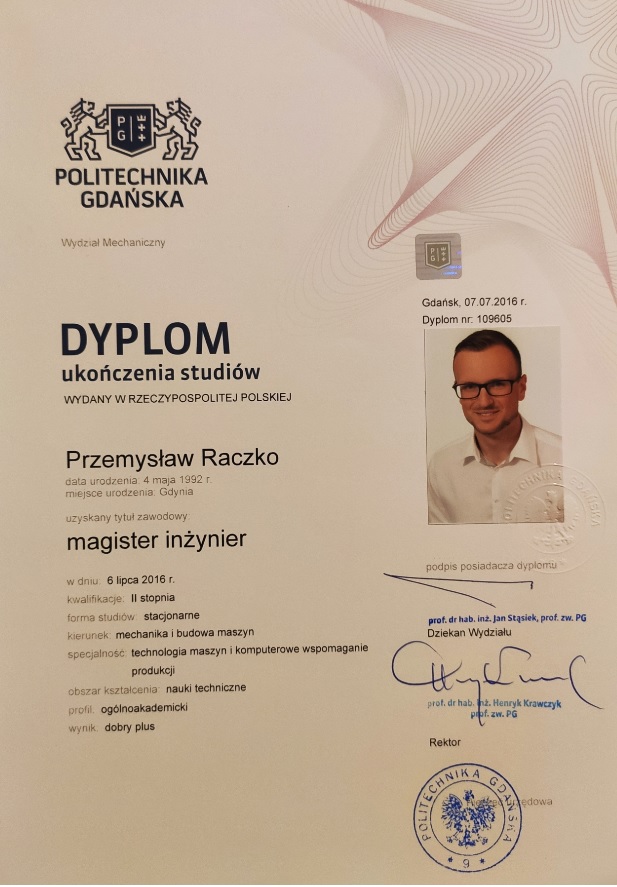 P G
POLITECHNIKA
GDAŃSKA
Wydział Mechaniczny
PG
Gdańsk, 07.07.2016 r.
Dyplom nr: 109605
DYPLOM
ukończenia studiów
WYDANY W RZECZYPOSPOLITEJ POLSKIEJ
Przemysław Raczko
data urodzenia: 4 maja 1992 r.
miejsce urodzenia: Gdynia
uzyskany tytuł zawodowy:
magister inżynier
w dniu: 6 lipca 2016 r.
kwalifikacje: II stopnia
forma studiów: stacjonarne
kierunek: mechanika i budowa maszyn
specjalność: technologia maszyn i komputerowe wspomaganie
produkcji
obszar kształcenia: nauki techniczne
profil: ogólnoakademicki
wynik: dobry plus
POLITECHNIKA GDAŃSKA
podpis posiadacza dyplomu
prof. dr hab. inż. Jan Stąsiek, prof. zw. PG
Dziekan Wydziału
prof. dr hab. inż. Henryk Krawczyk
prof. zw. PG
Rektor
urzędowa
POLITECHNIKA GDAŃSKA
* 9 *